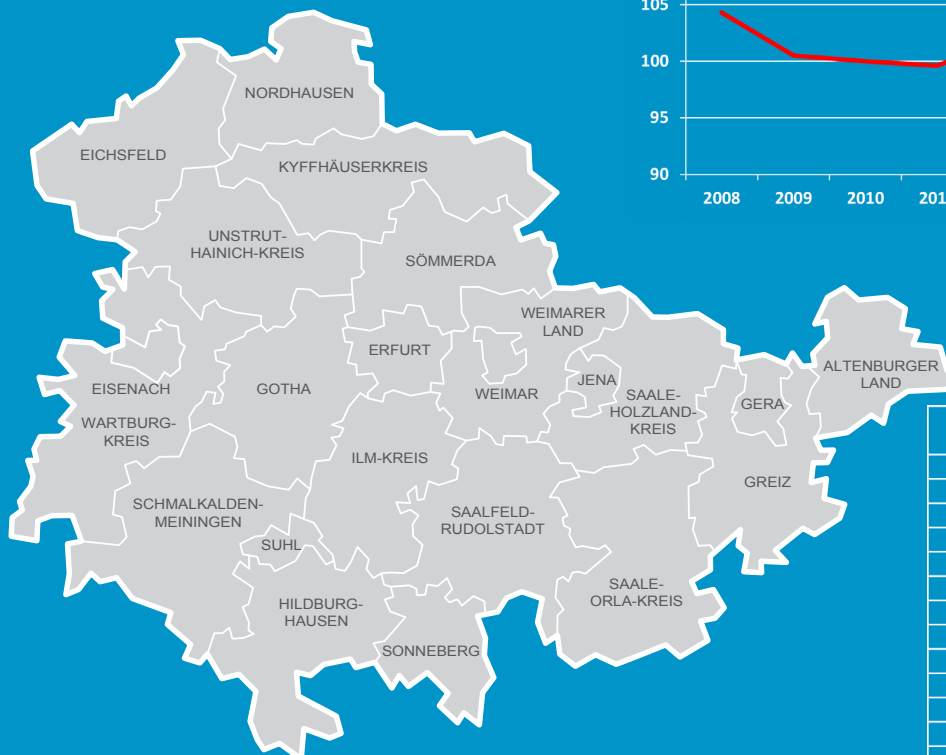 105
100
95
90
2008 2009 2010 201
NORDHAUSEN
EICHSFELD
KYFFHÄUSERKREIS
UNSTRUT-
HAINICH-KREIS
SÖMMERDA
WEIMARER
LAND
ERFURT
EISENACH
GOTHA
WEIMAR
JENA
SAALE-
HOLZLAND-
KREIS
GERA
ALTENBURGER
LAND
WARTBURG-
KREIS
ILM-KREIS
GREIZ
SCHMALKALDEN-
MEININGEN
SAALFELD-
RUDOLSTADT
SUHL
SAALE-
ORLA-KREIS
HILDBURG-
HAUSEN
SONNEBERG